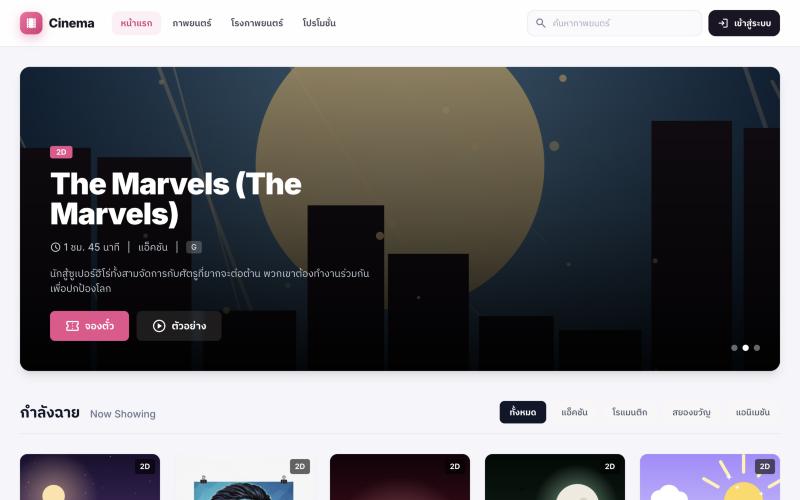 Cinema
หน้าแรก
ภาพยนตร์
โรงภาพยนตร์
โปรโมชั่น
ค้นหาภาพยนตร์
เข้าสู่ระบบ
2D
The Marvels (The
Marvels)
1 ชม. 45 นาที | แอ็คชัน | G
นักสู้ซูเปอร์ฮีโร่ทั้งสามจัดการกับศัตรูที่ยากจะต่อต้าน พวกเขาต้องทำงานร่วมกัน
เพื่อปกป้องโลก
จองตั๋ว
ตัวอย่าง
กำลังฉาย Now Showing
ทั้งหมด
แอ็คชัน
โรแมนติก
สยองขวัญ
แอนิเมชัน
2D
2D
2D
2D
2D